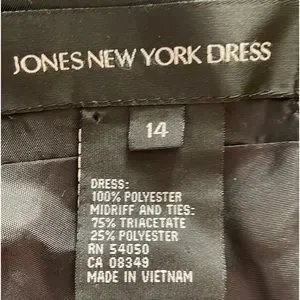 JONES NEW YORK DRESS
14
DRESS:
100% POLYESTER
MIDRIFF AND TIES:
75% TRIACETATE
25% POLYESTER
RN 54050
CA 08349
MADE IN VIETNAM